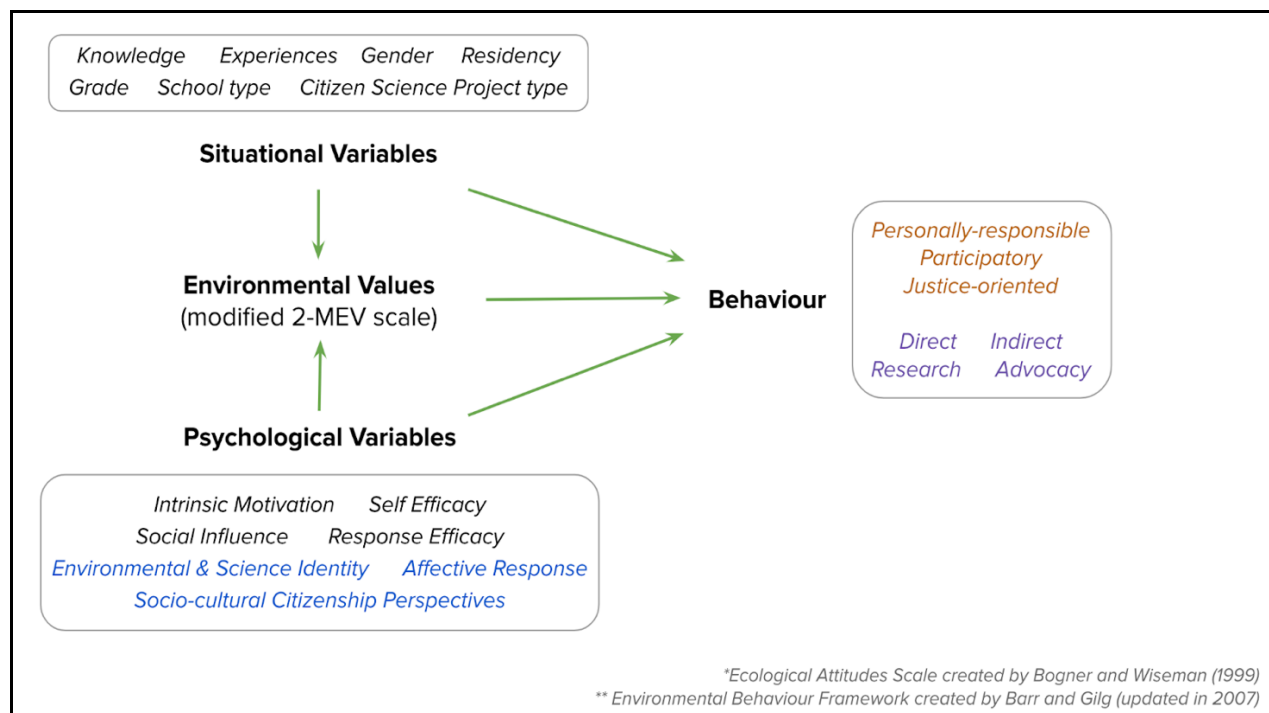 Knowledge Experiences Gender Residency
Grade School type Citizen Science Project type
Situational Variables
Environmental Values
(modified 2-MEV scale)
Psychological Variables
Intrinsic Motivation Self Efficacy
Social Influence Response Efficacy
Environmental & Science Identity Affective Response
Socio-cultural Citizenship Perspectives
Behaviour
Personally-responsible
Participatory
Justice-oriented
Direct Indirect
Research Advocacy
*Ecological Attitudes Scale created by Bogner and Wiseman (1999)
** Environmental Behaviour Framework created by Barr and Gilg (updated in 2007)